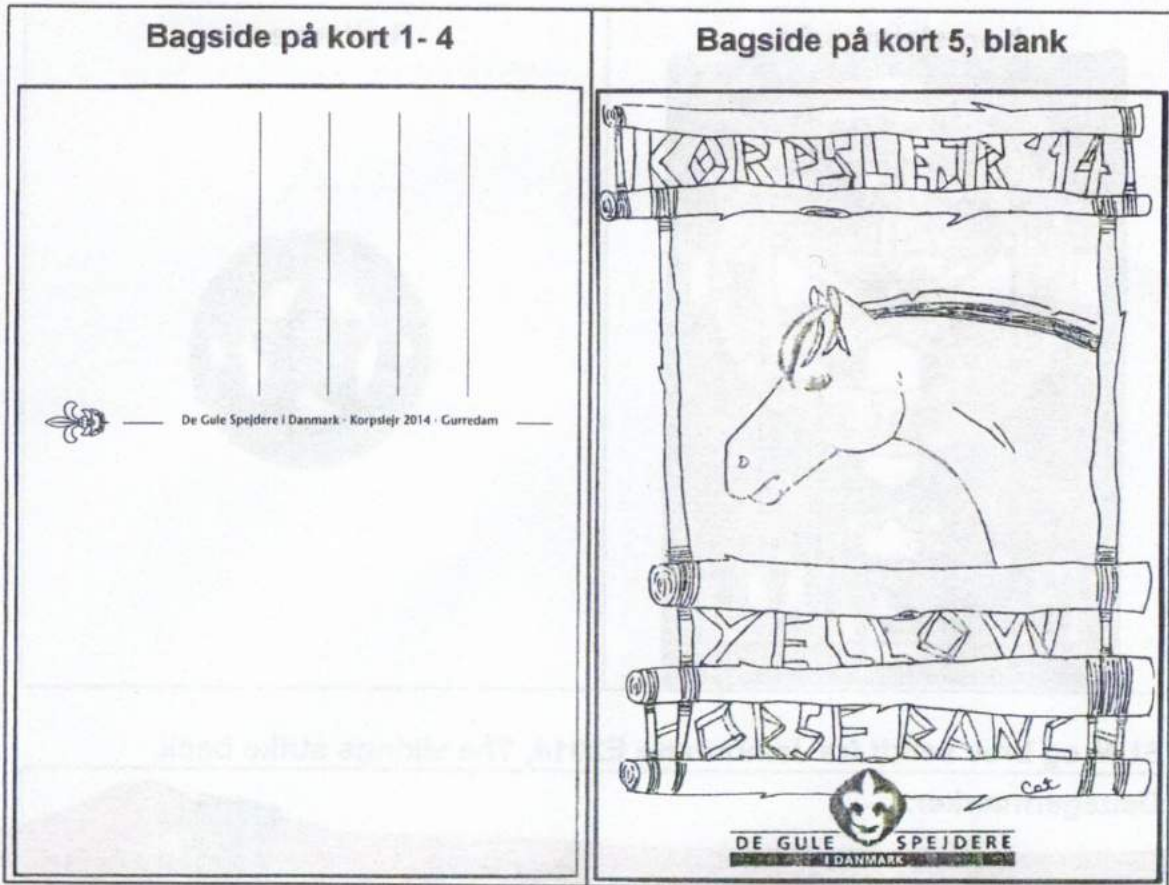 Bagside på kort 1- 4
De Gule Spejdere i Danmark - Korpslejr 2014 · Gurredam
Bagside på kort 5, blank
KORPSLEJR '14
YELLOW
HORSE RANCH
Cat
DE GULE SPEJDERE
I DANMARK